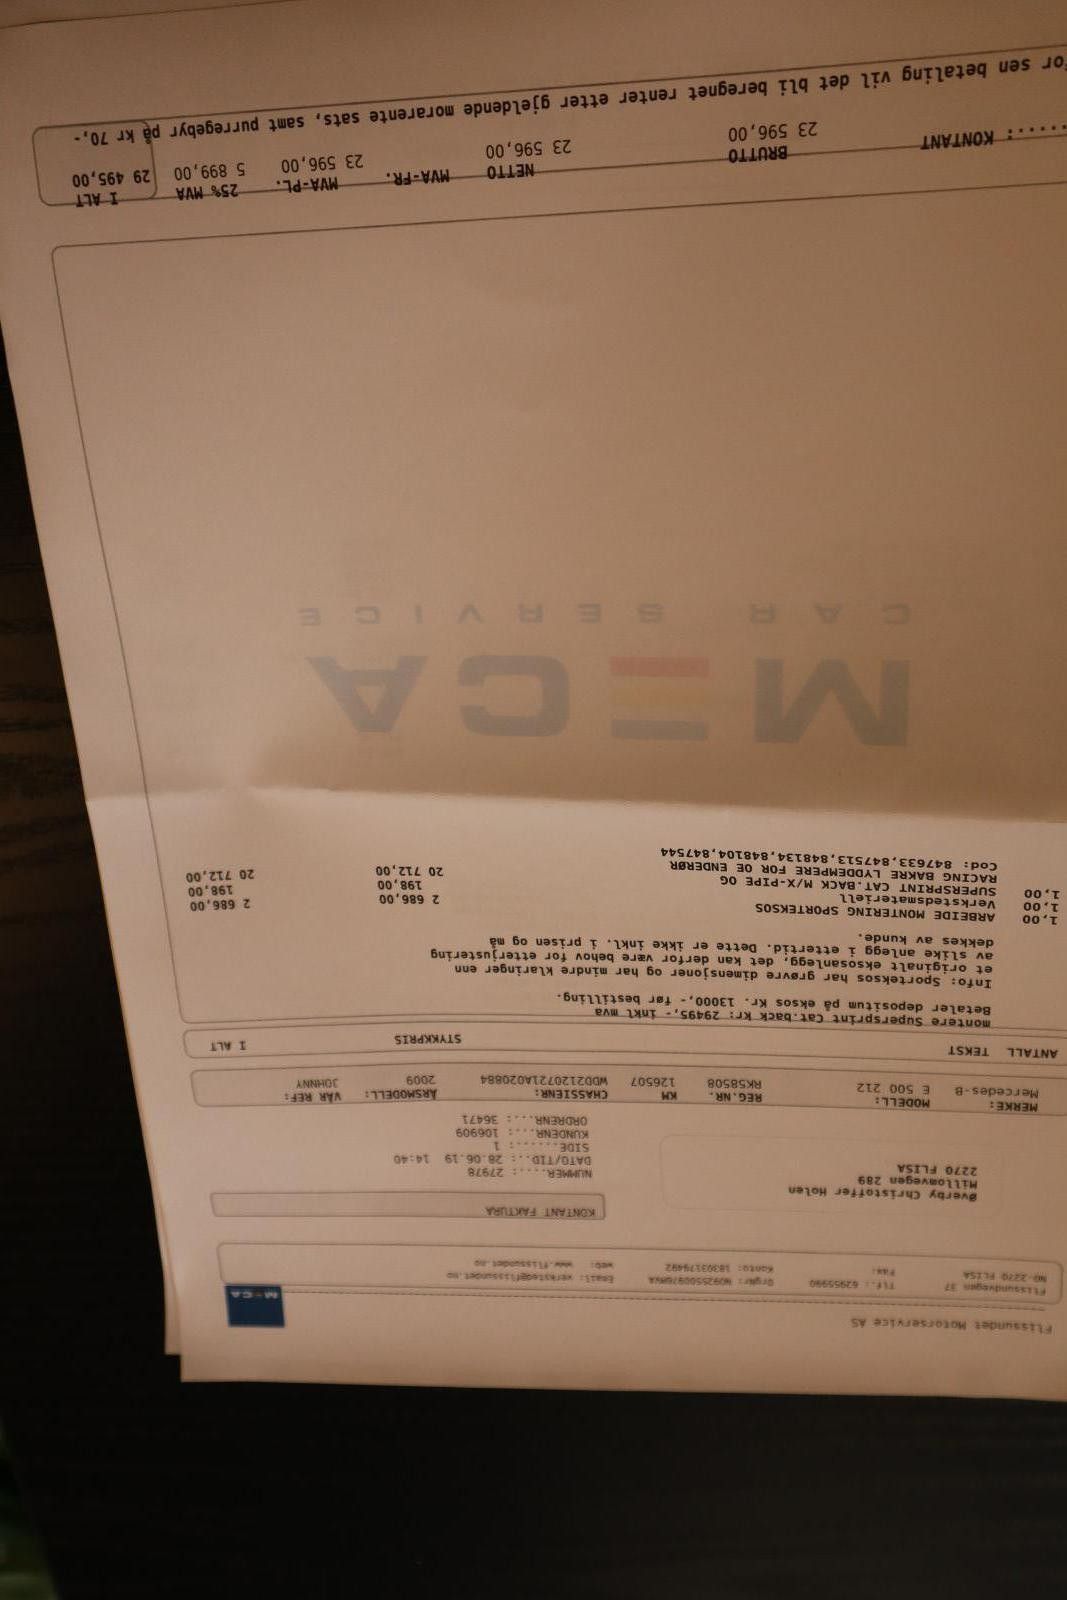 Flissundet Motorservice AS
MECA
Flissundvegen 37 Tlf.: 62955990 Orgnr: NO925500976MVA Email: verksted@flissundet.no
NO-2270 FLISA Fax: Konto: 18303179492 Web: www.flissundet.no
KONTANT FAKTURA
Øverby Christoffer Holen
Millomvegen 289
2270 FLISA
NUMMER.....: 27978
DATO/TID..: 28.06.19 14:40
SIDE......: 1
KUNDENR...: 106909
ORDRENR...: 36471
MERKE: MODELL: REG.NR. KM CHASSIENR: ÅRSMODELL: VÅR REF:
Mercedes-B E 500 212 RK58508 126507 WDD2120721A020884 2009 JOHNNY
ANTALL TEKST STYKKPRIS I ALT
montere Supersprint Cat.back kr: 29495,- inkl mva
Betaler depositum på eksos Kr. 13000,- før bestilling.
Info: Sporteksos har grovre dimensjoner og har mindre klaringer enn
et originalt eksosanlegg, det kan derfor være behov for etterjustering
av slike anlegg i ettertid. Dette er ikke inkl. i prisen og må
dekkes av kunde.
1,00 ARBEIDE MONTERING SPORTEKSOS 2 686,00 2 686,00
1,00 Verkstedsmateriell 198,00 198,00
1,00 SUPERSPRINT CAT.BACK M/X-PIPE OG 20 712,00 20 712,00
RACING BAKRE LYDDEMPERE FOR OE ENDERØR
Cod: 847633,847513,848134,848104,847544
MECA
CAR SERVICE
BRUTTO NETTO MVA-FR. MVA-PL. 25% MVA I ALT
.....: KONTANT 23 596,00 23 596,00 23 596,00 5 899,00 29 495,00
For sen betaling vil det bli beregnet renter etter gjeldende morarente sats, samt purregebyr på kr 70,-